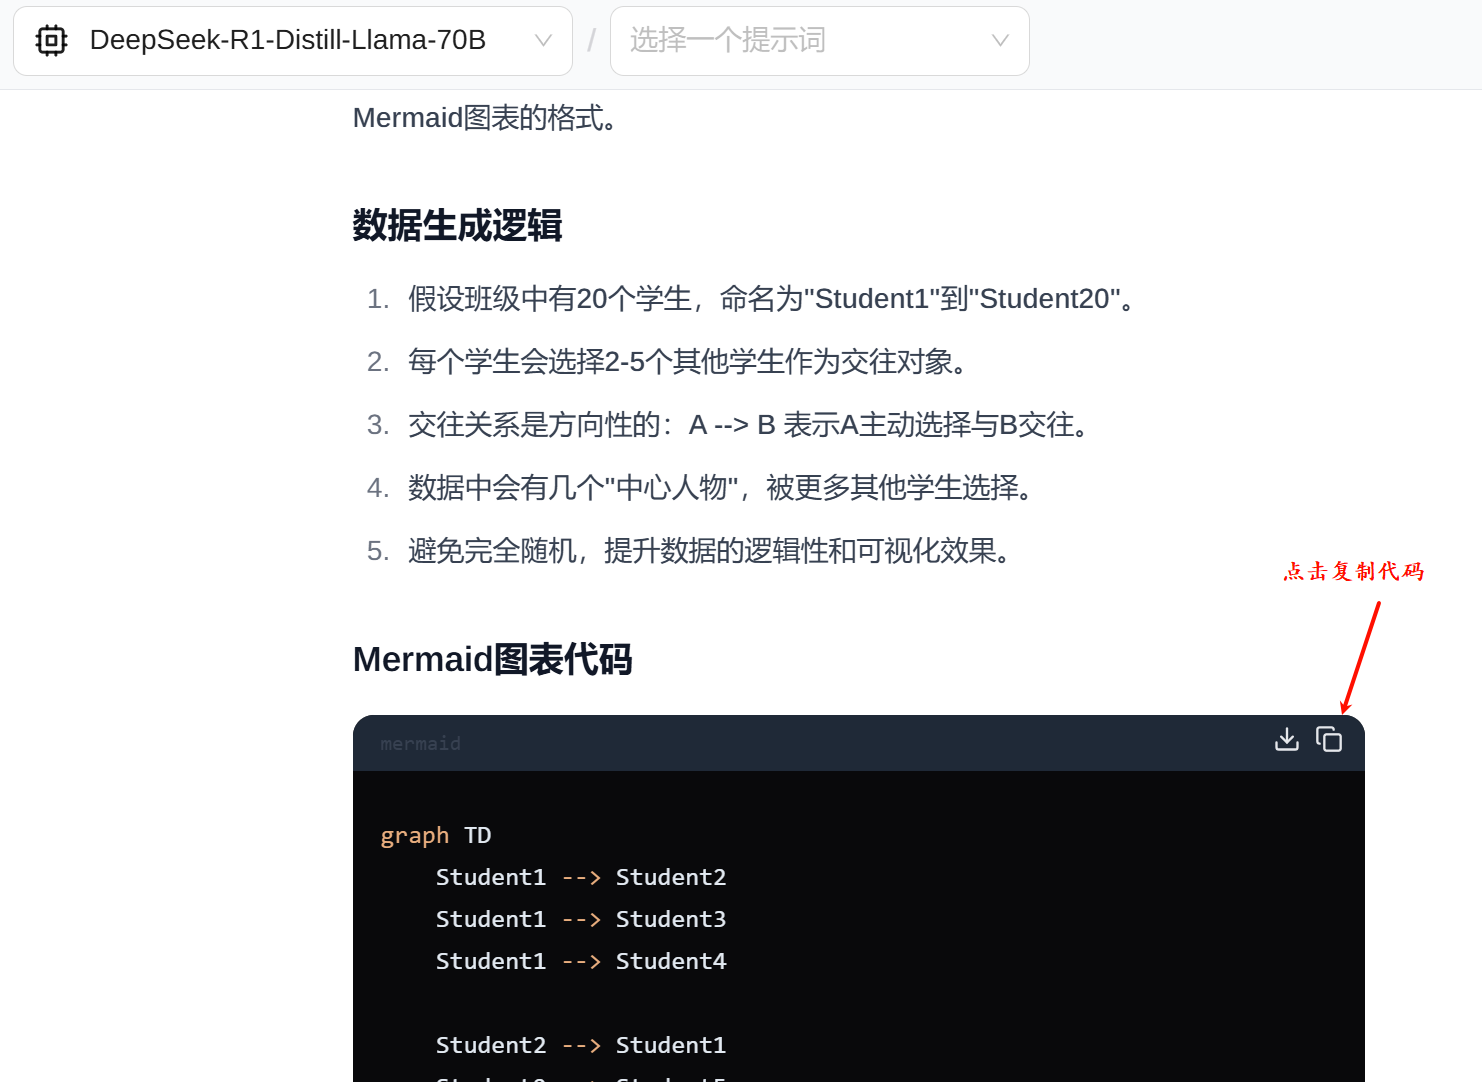 DeepSeek-R1-Distill-Llama-70B / 选择一个提示词
Mermaid图表的格式。
数据生成逻辑
1. 假设班级中有20个学生，命名为"Student1"到"Student20"。
2. 每个学生会选择2-5个其他学生作为交往对象。
3. 交往关系是方向性的：A --> B 表示A主动选择与B交往。
4. 数据中会有几个"中心人物"，被更多其他学生选择。
5. 避免完全随机，提升数据的逻辑性和可视化效果。
点击复制代码
Mermaid图表代码
mermaid
graph TD
Student1 --> Student2
Student1 --> Student3
Student1 --> Student4
Student2 --> Student1